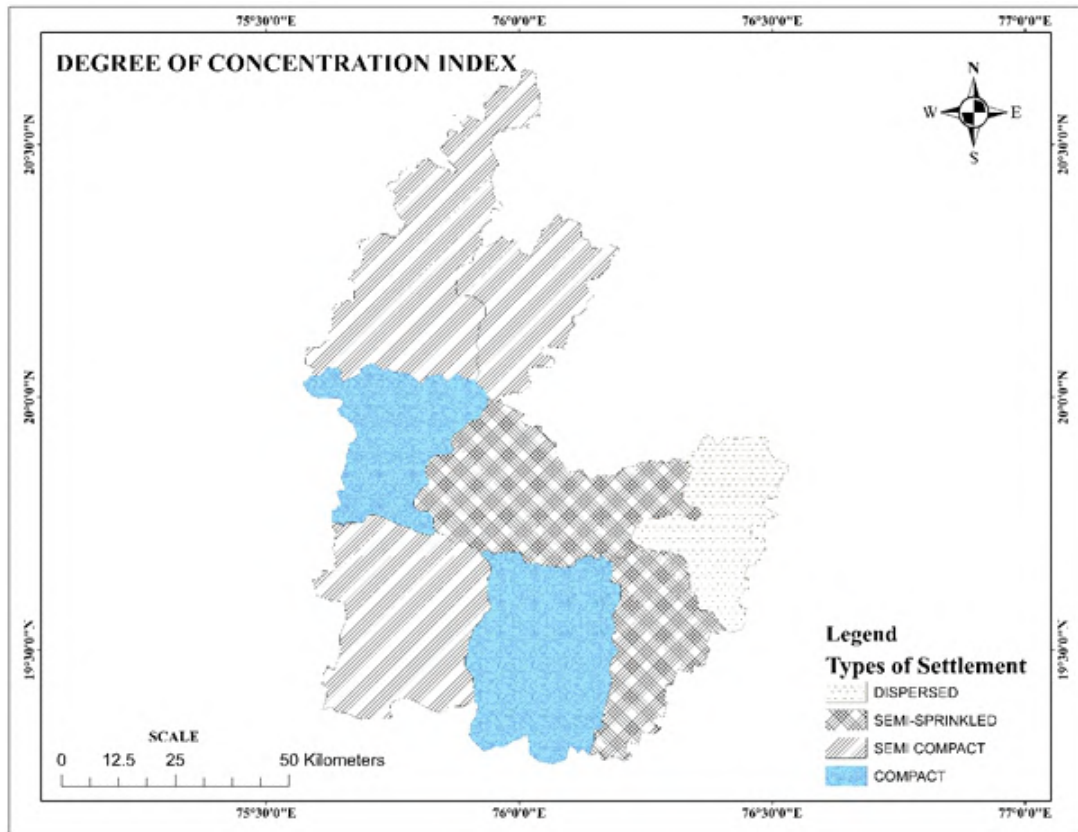 75°30'0"E 76°0'0"E 76°30'0"E 77°0'0"E
DEGREE OF CONCENTRATION INDEX
N
W E
S
20°30'0"N 20°30'0"N
20°0'0"N 20°0'0"N
19°30'0"N 19°30'0"N
Legend
Types of Settlement
DISPERSED
SEMI-SPRINKLED
SEMI COMPACT
COMPACT
SCALE
0 12.5 25 50 Kilometers
75°30'0"E 76°0'0"E 76°30'0"E 77°0'0"E